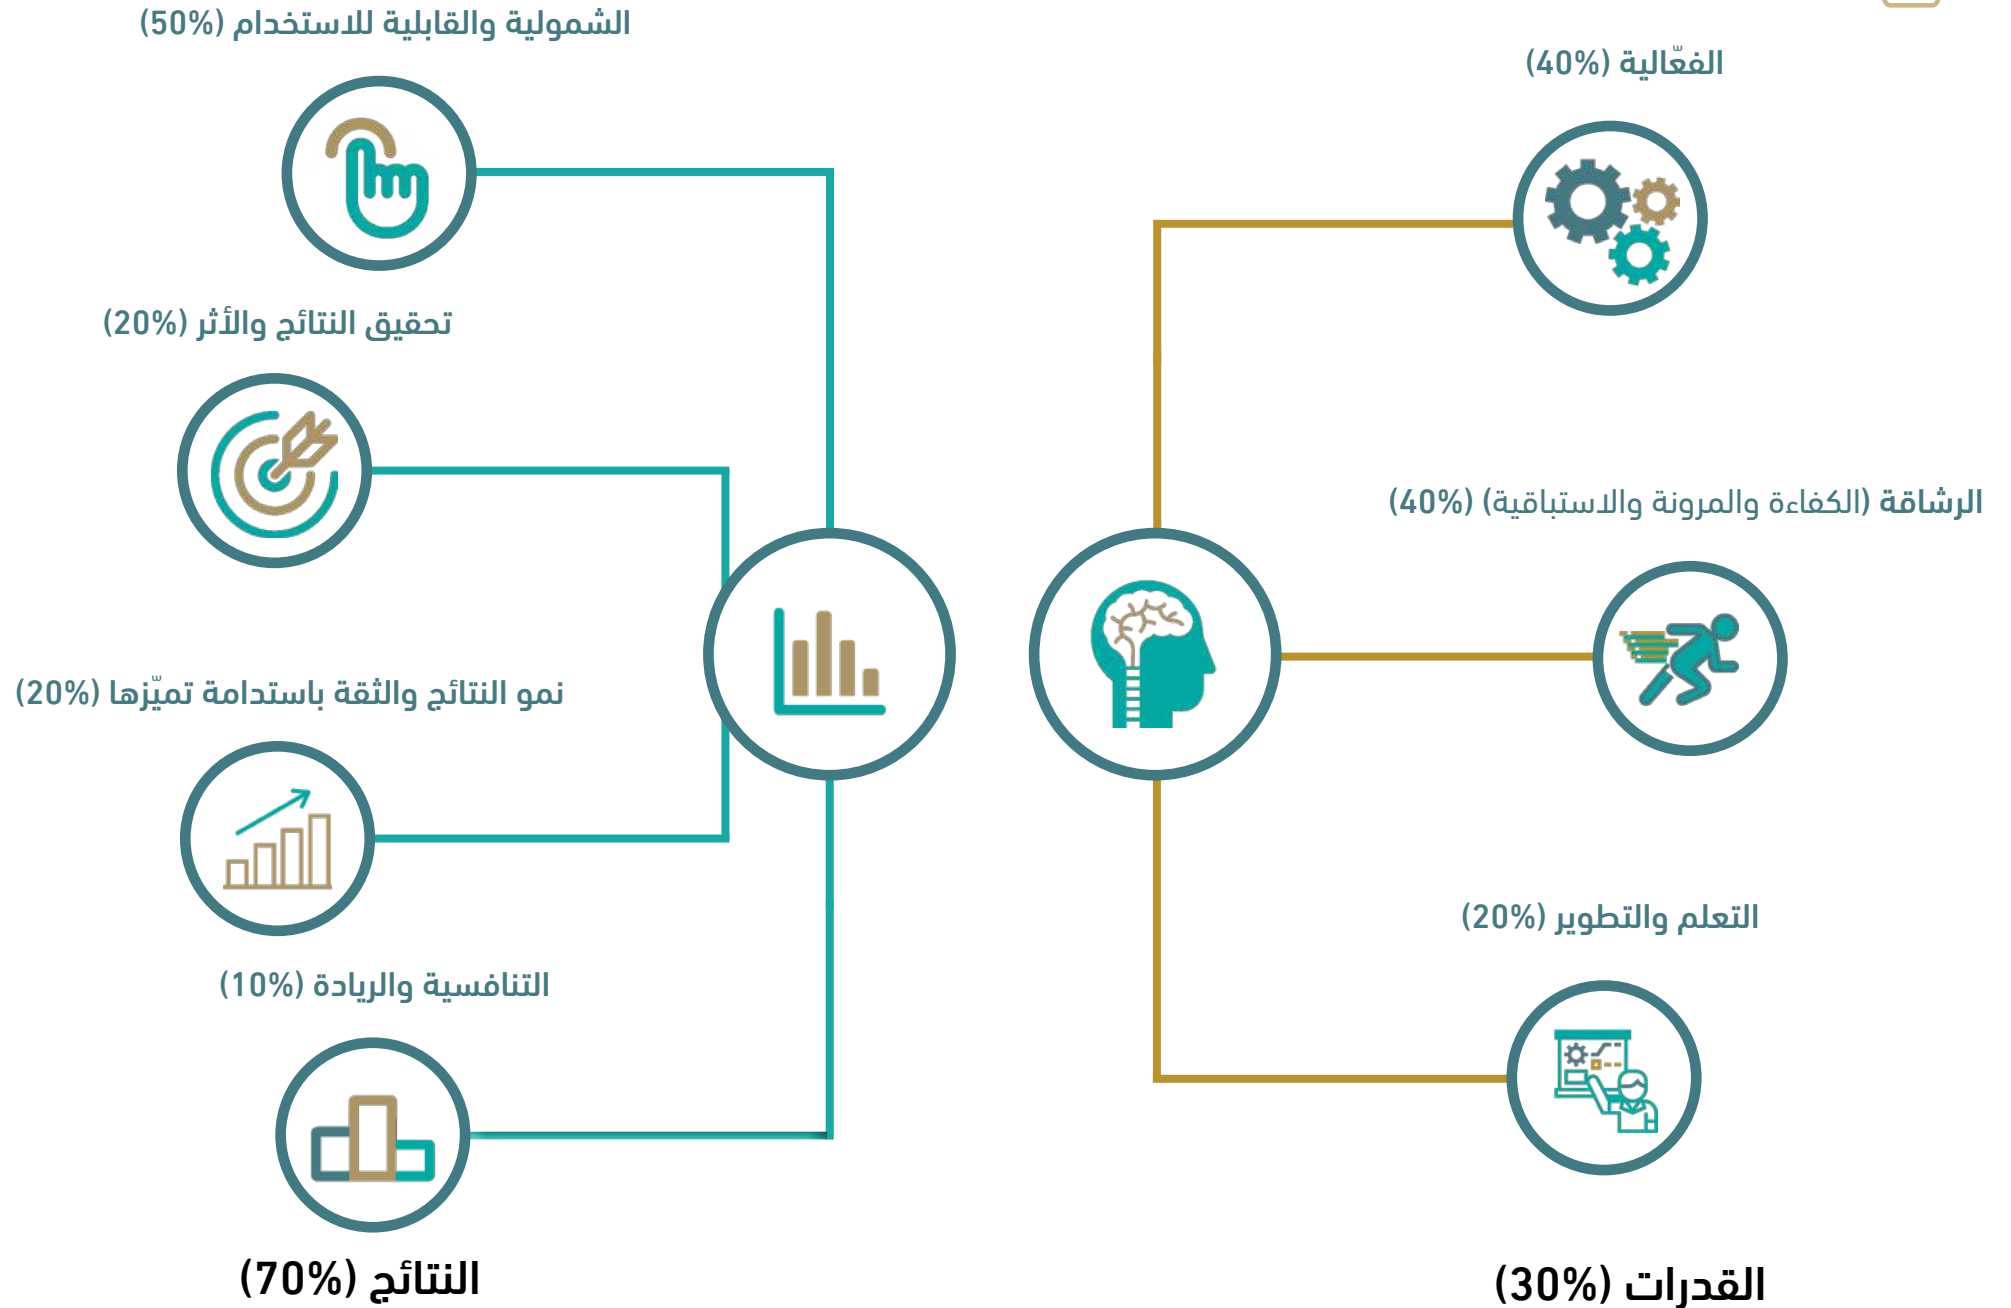 الفعّالية (40%)
الرشاقة (الكفاءة والمرونة والاستباقية) (40%)
التعلم والتطوير (20%)
القدرات (30%)
الشمولية والقابلية للاستخدام (50%)
تحقيق النتائج والأثر (20%)
نمو النتائج والثقة باستدامة تميّزها (20%)
التنافسية والريادة (10%)
النتائج (70%)